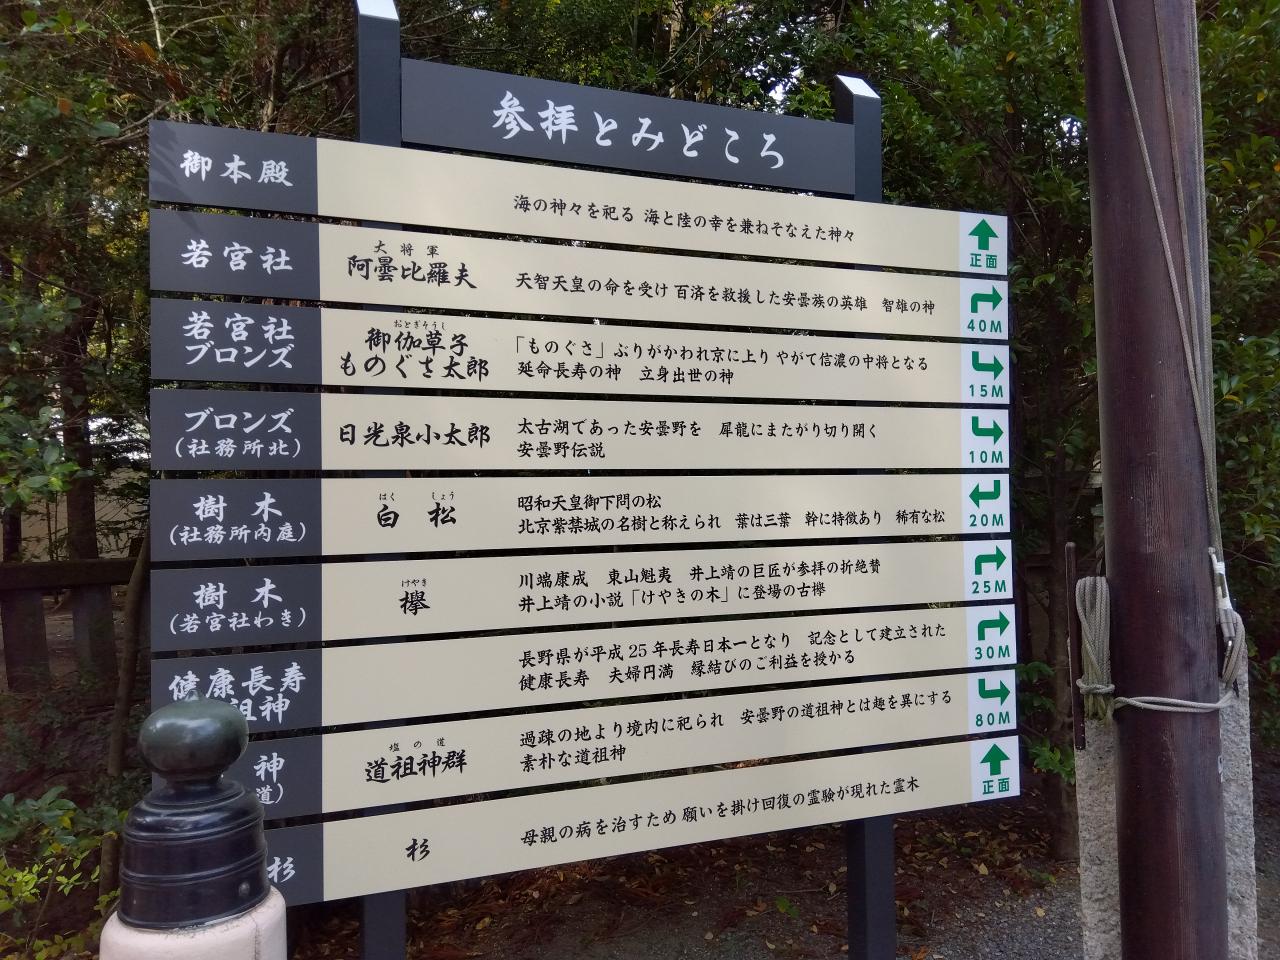 参拝とみどころ
御本殿
海の神々を祀る 海と陸の幸を兼ねそなえた神々
正面
若宮社
大将軍
阿曇比羅夫
天智天皇の命を受け 百済を救援した安曇族の英雄 智雄の神
40M
若宮社
ブロンズ
おとぎぞうし
御伽草子
ものぐさ太郎
「ものぐさ」ぶりがかわれ京に上り やがて信濃の中将となる
延命長寿の神 立身出世の神
15M
ブロンズ
(社務所北)
日光泉小太郎
太古湖であった安曇野を 犀龍にまたがり切り開く
安曇野伝説
10M
樹木
(社務所内庭)
はく しょう
白松
昭和天皇御下問の松
北京紫禁城の名樹と称えられ 葉は三葉 幹に特徴あり 稀有な松
20M
樹木
(若宮社わき)
けやき
欅
川端康成 東山魁夷 井上靖の巨匠が参拝の折絶賛
井上靖の小説「けやきの木」に登場の古欅
25M
健康長寿
祖神
長野県が平成25年長寿日本一となり 記念として建立された
健康長寿 夫婦円満 縁結びのご利益を授かる
30M
神
道)
塩の道
道祖神群
過疎の地より境内に祀られ 安曇野の道祖神とは趣を異にする
素朴な道祖神
80M
杉
杉
母親の病を治すため 願いを掛け回復の霊験が現れた霊木
正面